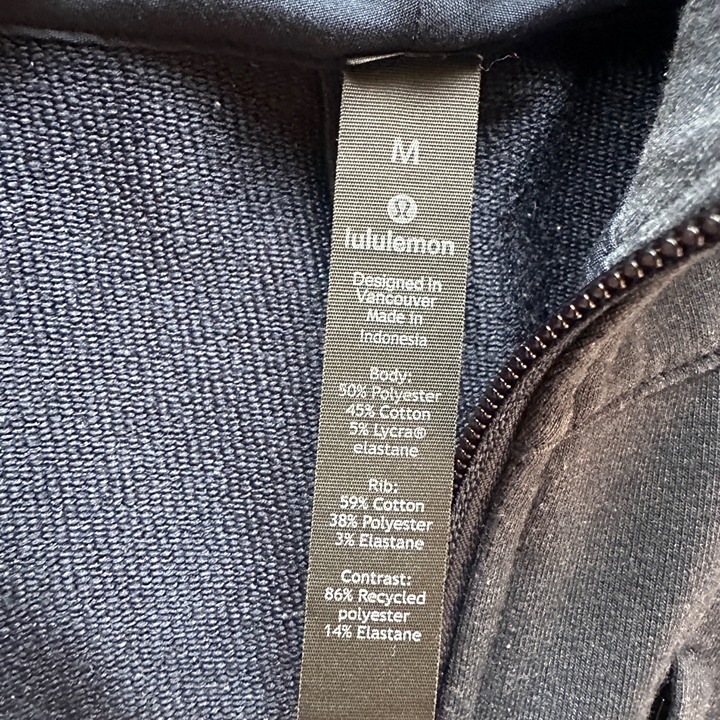 M
lululemon
Designed in
Vancouver
Made in
Indonesia
Body:
50% Polyester
45% Cotton
5% Lycra®
elastane
Rib:
59% Cotton
38% Polyester
3% Elastane
Contrast:
86% Recycled
polyester
14% Elastane